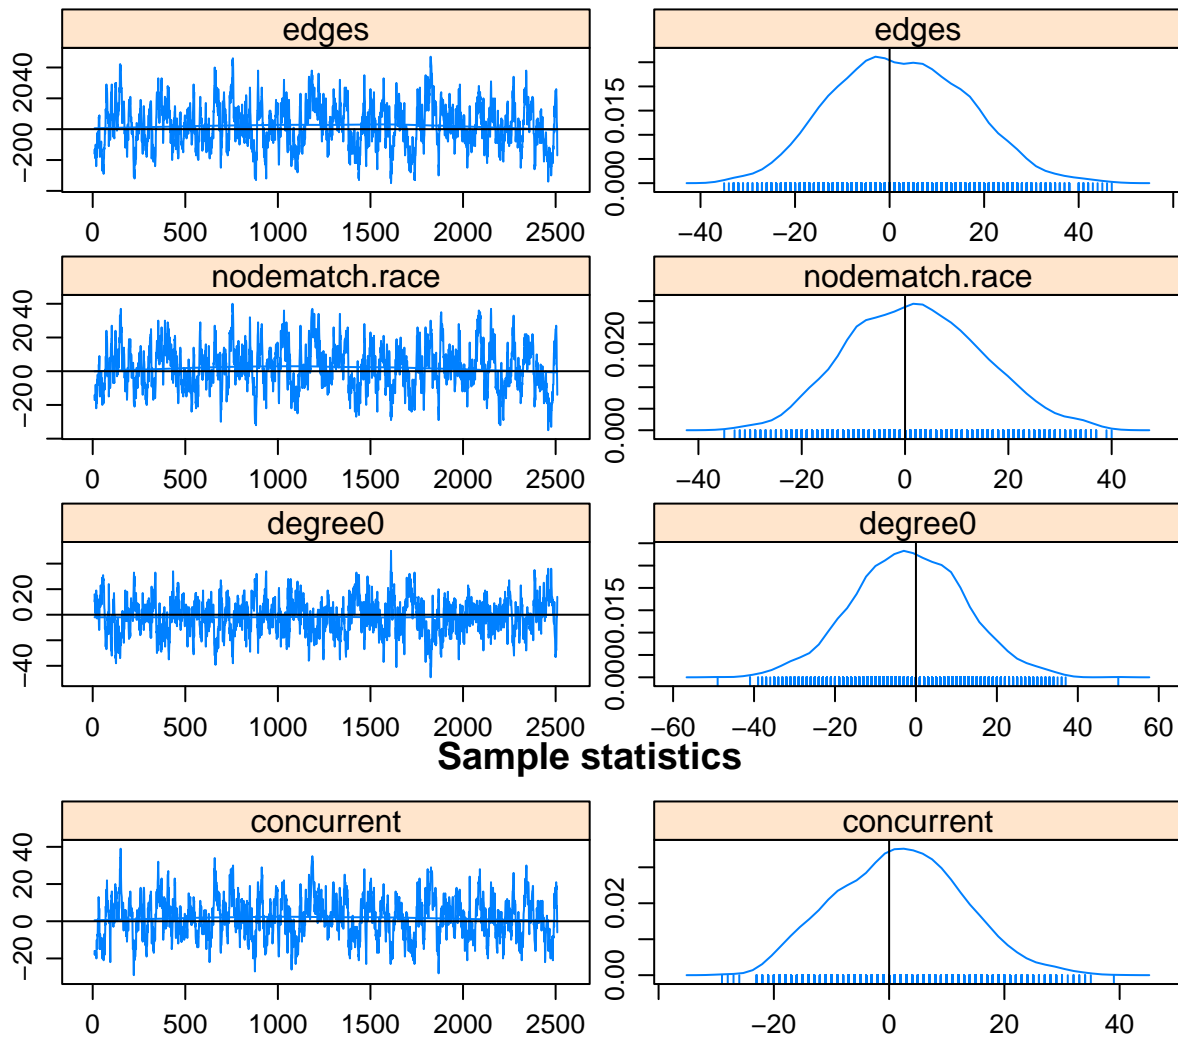 edges edges
−200 2040
0.000 0.015
0 500 1000 1500 2000 2500 −40 −20 0 20 40
nodematch.race nodematch.race
−200 2040
0.000 0.020
0 500 1000 1500 2000 2500 −40 −20 0 20 40
degree0 degree0
−40 0 20
0.000 0.015
0 500 1000 1500 2000 2500 −60 −40 −20 0 20 40 60
Sample statistics
concurrent concurrent
−20 0 20 40
0.00 0.02
0 500 1000 1500 2000 2500 −20 0 20 40